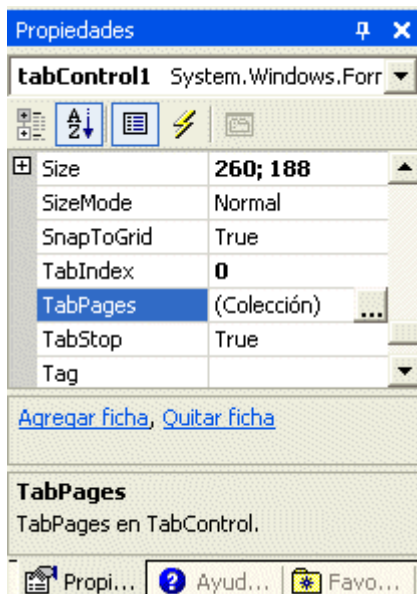 Propiedades
tabControl1 System.Windows.Forr
Size 260; 188
SizeMode Normal
SnapToGrid True
TabIndex 0
TabPages (Colección) ...
TabStop True
Tag
Agregar ficha, Quitar ficha
TabPages
TabPages en TabControl.
Propi... Ayud... Favo...